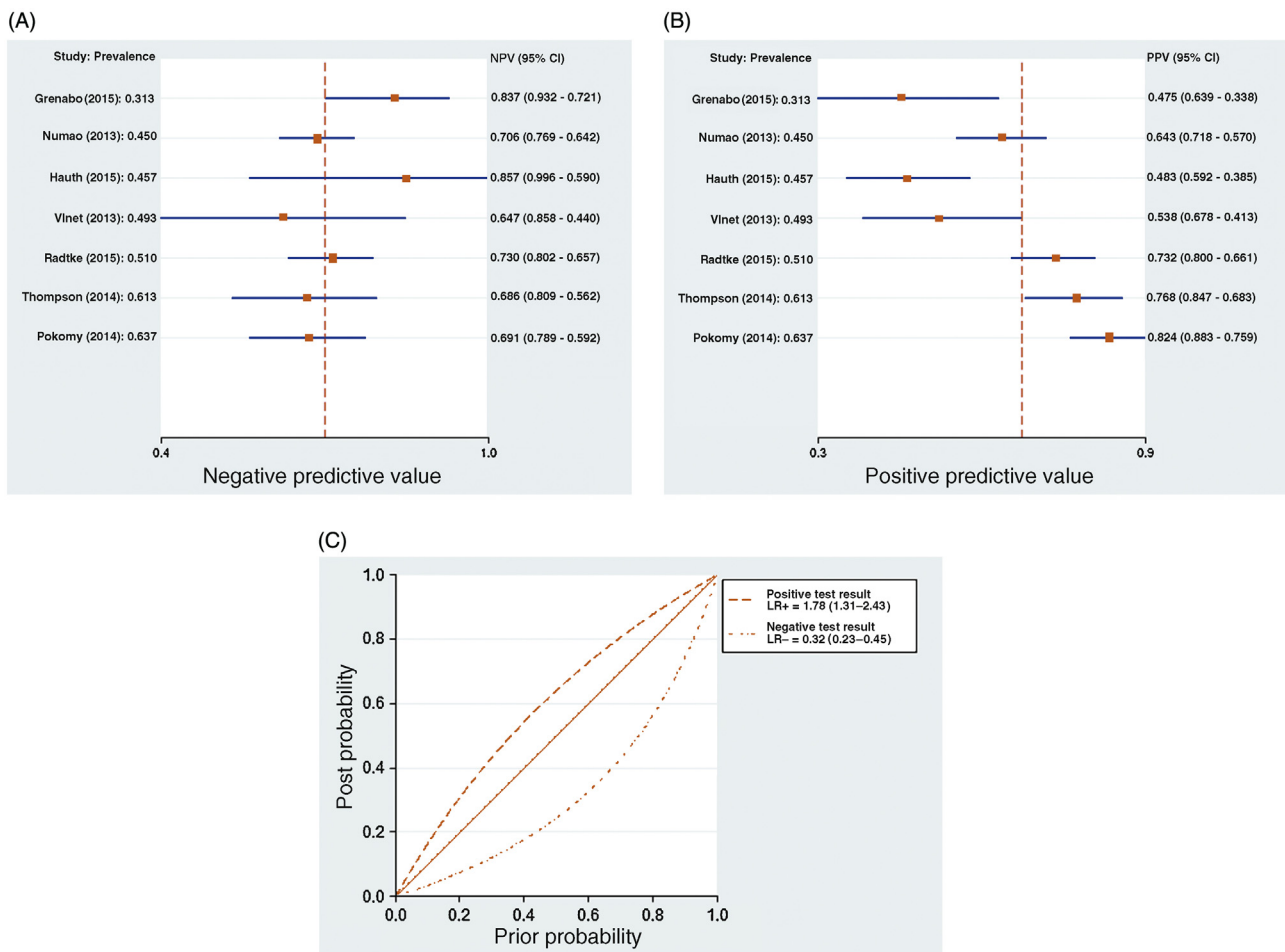 (A)
Study: Prevalence
NPV (95% CI)
Grenabo (2015): 0.313
0.837 (0.932 - 0.721)
Numao (2013): 0.450
0.706 (0.769 - 0.642)
Hauth (2015): 0.457
0.857 (0.996 - 0.590)
VInet (2013): 0.493
0.647 (0.858 - 0.440)
Radtke (2015): 0.510
0.730 (0.802 - 0.657)
Thompson (2014): 0.613
0.686 (0.809 - 0.562)
Pokomy (2014): 0.637
0.691 (0.789 - 0.592)
0.4
1.0
Negative predictive value
(B)
Study: Prevalence
PPV (95% CI)
Grenabo (2015): 0.313
0.475 (0.639 - 0.338)
Numao (2013): 0.450
0.643 (0.718 - 0.570)
Hauth (2015): 0.457
0.483 (0.592 - 0.385)
VInet (2013): 0.493
0.538 (0.678 - 0.413)
Radtke (2015): 0.510
0.732 (0.800 - 0.661)
Thompson (2014): 0.613
0.768 (0.847 - 0.683)
Pokomy (2014): 0.637
0.824 (0.883 - 0.759)
0.3
0.9
Positive predictive value
(C)
Post probability
1.0
0.8
0.6
0.4
0.2
0.0
0.0
0.2
0.4
0.6
0.8
1.0
Prior probability
Positive test result
LR+ = 1.78 (1.31–2.43)
Negative test result
LR− = 0.32 (0.23–0.45)